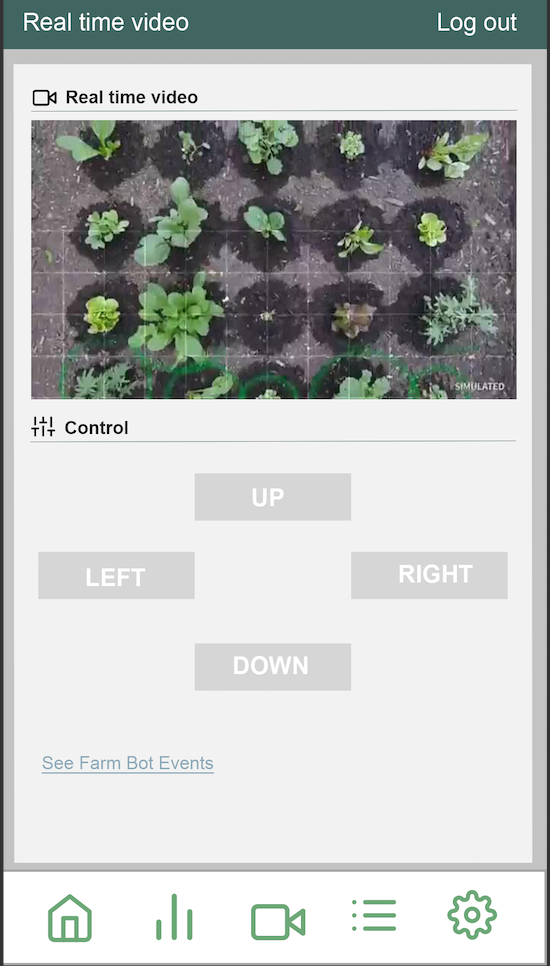 Real time video Log out
Real time video
SIMULATED
Control
UP
LEFT RIGHT
DOWN
See Farm Bot Events